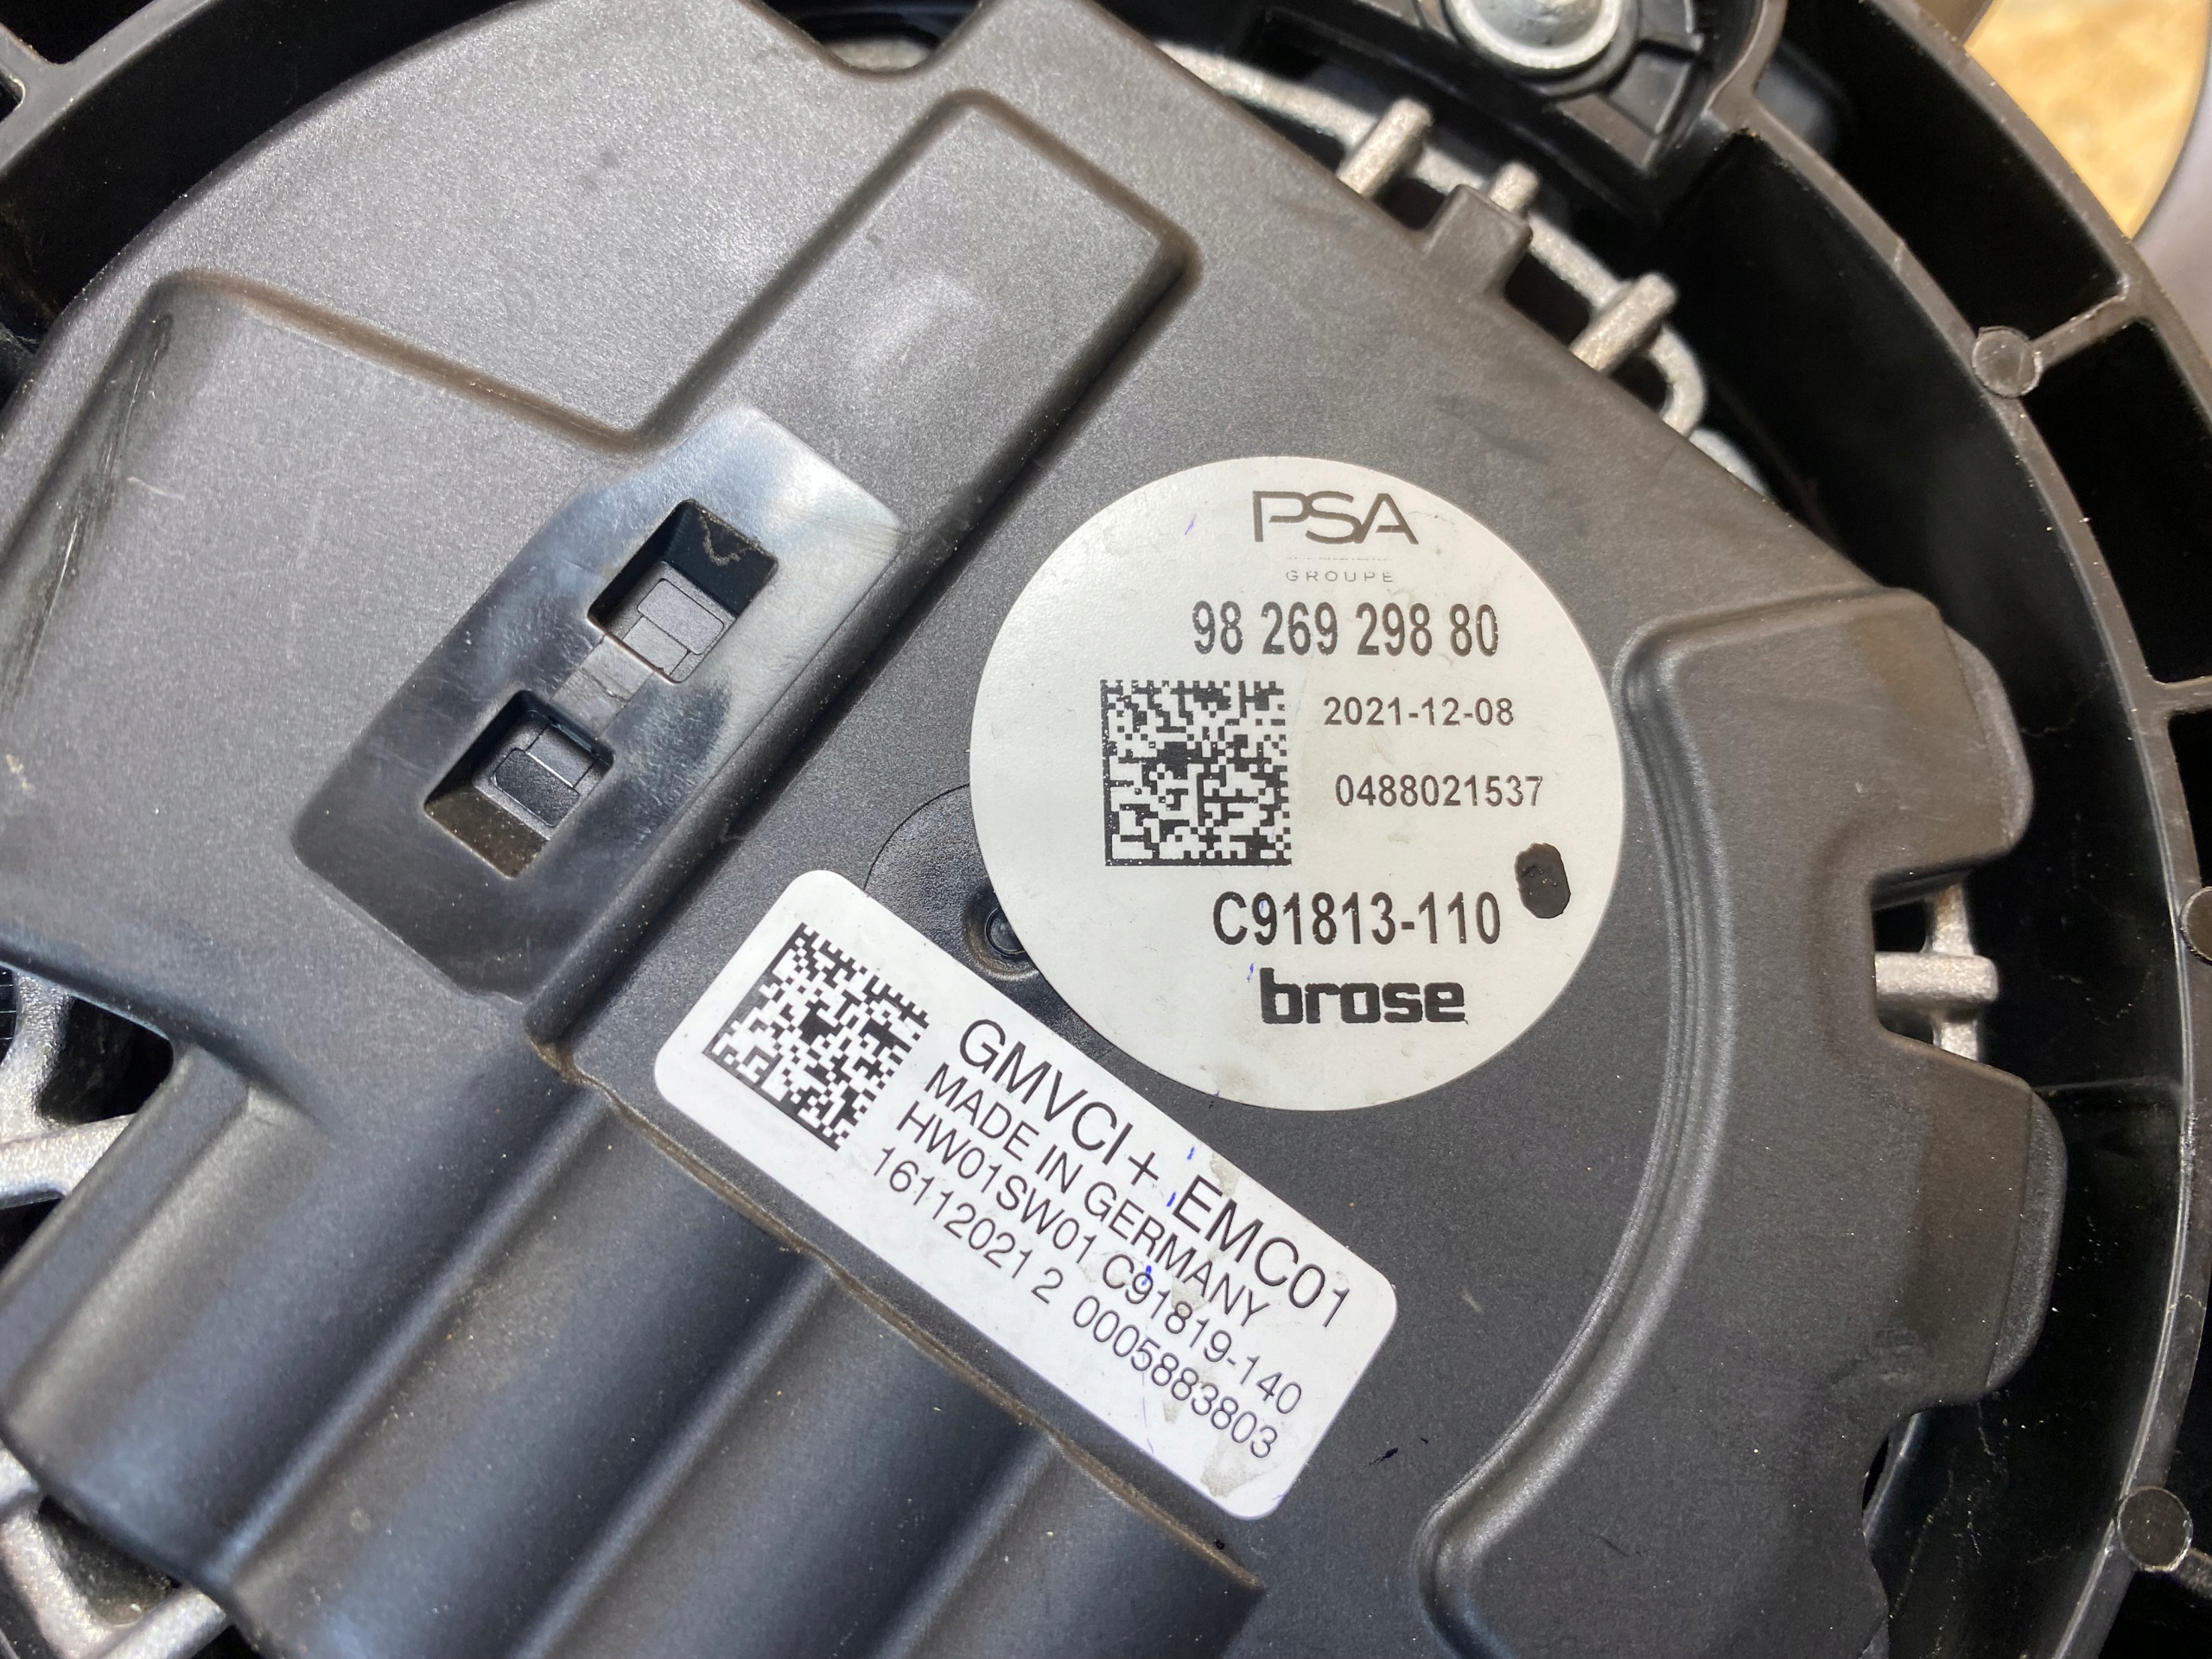 PSA
GROUPE
98 269 298 80
2021-12-08
0488021537
C91813-110
brose
GMVCI+ EMC01
MADE IN GERMANY
HW01SW01 C91819-140
16112021 2 0005883803